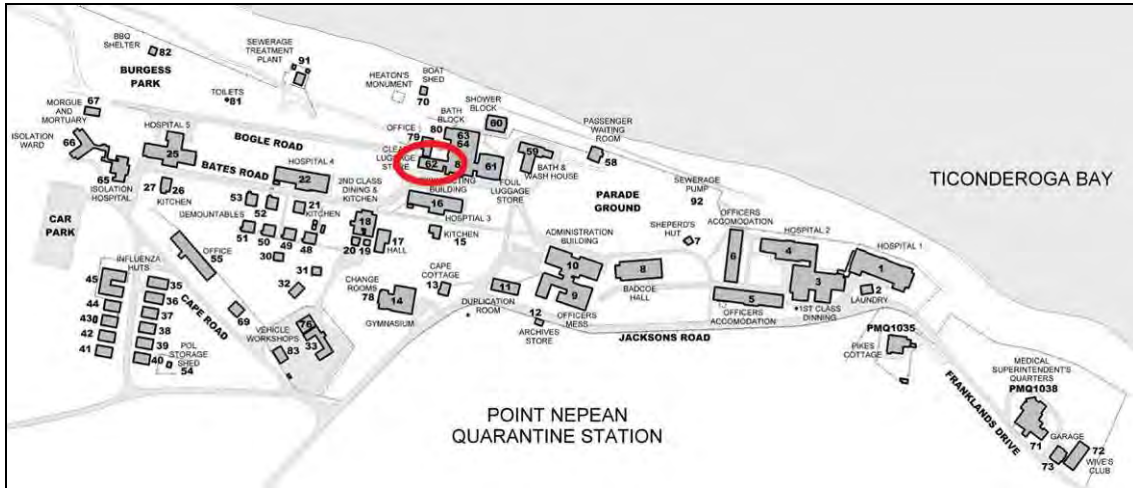 BBQ
SHELTER
82
BURGESS
PARK
SEWERAGE
TREATMENT
PLANT
91
TOILETS
81
HEATON'S
MONUMENT
BOAT
SHED
70
SHOWER
BLOCK
60
BATH
BLOCK
80
63
64
OFFICE
79
CLEAN
LUGGAGE
STORE
62
8
61
FOUL
LUGGAGE
STORE
59
BATH &
WASH HOUSE
PASSENGER
WAITING
ROOM
58
MORGUE
AND
MORTUARY
67
ISOLATION
WARD
66
65
ISOLATION
HOSPITAL
HOSPITAL 5
25
BOGLE ROAD
BATES ROAD
HOSPITAL 4
22
27
26
KITCHEN
53
52
21
KITCHEN
DEMOUNTABLES
51
50
49
48
30
31
32
2ND CLASS
DINING &
KITCHEN
18
20
19
17
HALL
BUILDING
16
HOSPTIAL 3
KITCHEN
15
PARADE
GROUND
SEWERAGE
PUMP
92
SHEPERD'S
HUT
7
OFFICERS
ACCOMODATION
6
HOSPITAL 2
4
HOSPITAL 1
1
2
LAUNDRY
3
1ST CLASS
DINNING
5
OFFICERS
ACCOMODATION
TICONDEROGA BAY
CAR
PARK
OFFICE
55
INFLUENZA
HUTS
45
44
43
42
41
35
36
37
38
39
40
POL
STORAGE
SHED
54
CAPE ROAD
69
VEHICLE
WORKSHOPS
76
33
83
CHANGE
ROOMS
78
14
GYMNASIUM
CAPE
COTTAGE
13
11
DUPLICATION
ROOM
ADMINISTRATION
BUILDING
10
9
OFFICERS
MESS
12
ARCHIVES
STORE
8
BADCOE
HALL
JACKSONS ROAD
PMQ1035
PIKES
COTTAGE
FRANKLANDS DRIVE
MEDICAL
SUPERINTENDENT'S
QUARTERS
PMQ1038
71
GARAGE
73
72
WIVE'S
CLUB
POINT NEPEAN
QUARANTINE STATION